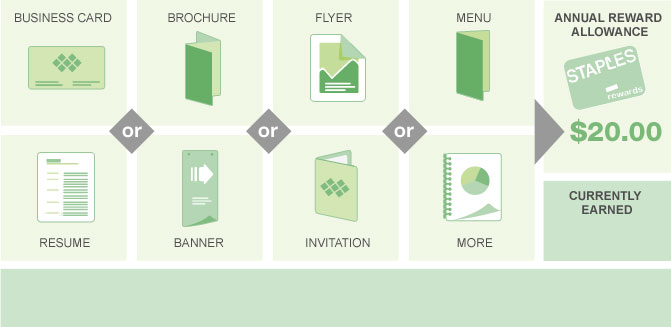 BUSINESS CARD
BROCHURE
FLYER
MENU
or
or
or
RESUME
BANNER
INVITATION
MORE
ANNUAL REWARD
ALLOWANCE
STAPLES
rewards
$20.00
CURRENTLY
EARNED